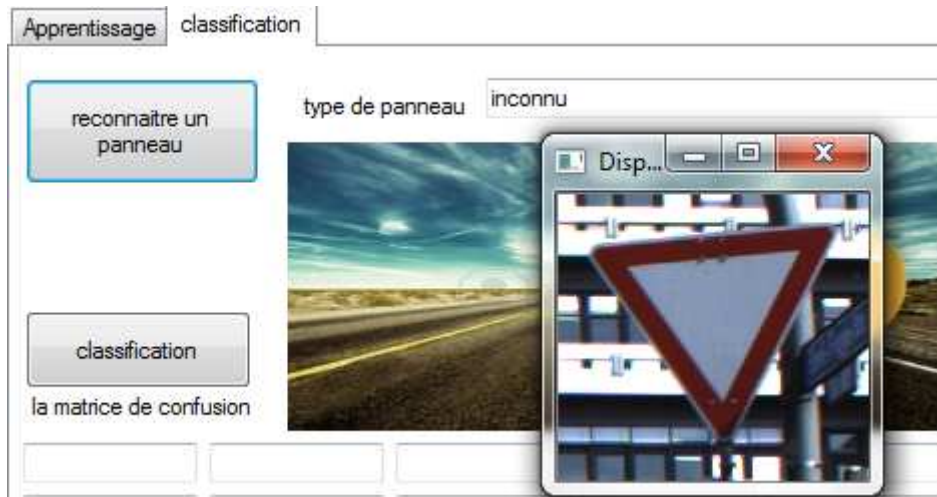 Apprentissage
classification
reconnaitre un
panneau
type de panneau
inconnu
Disp...
classification
la matrice de confusion